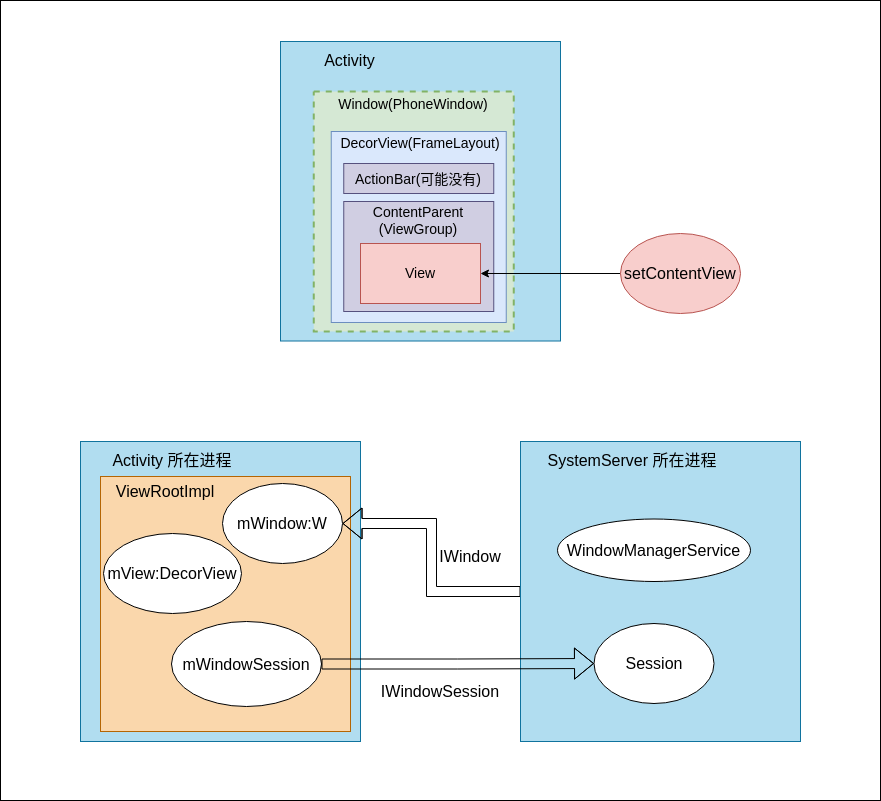 Activity
Window(PhoneWindow)
DecorView(FrameLayout)
ActionBar(可能没有)
ContentParent
(ViewGroup)
View
setContentView
Activity 所在进程
ViewRootImpl
mWindow:W
mView:DecorView
mWindowSession
IWindow
IWindowSession
SystemServer 所在进程
WindowManagerService
Session